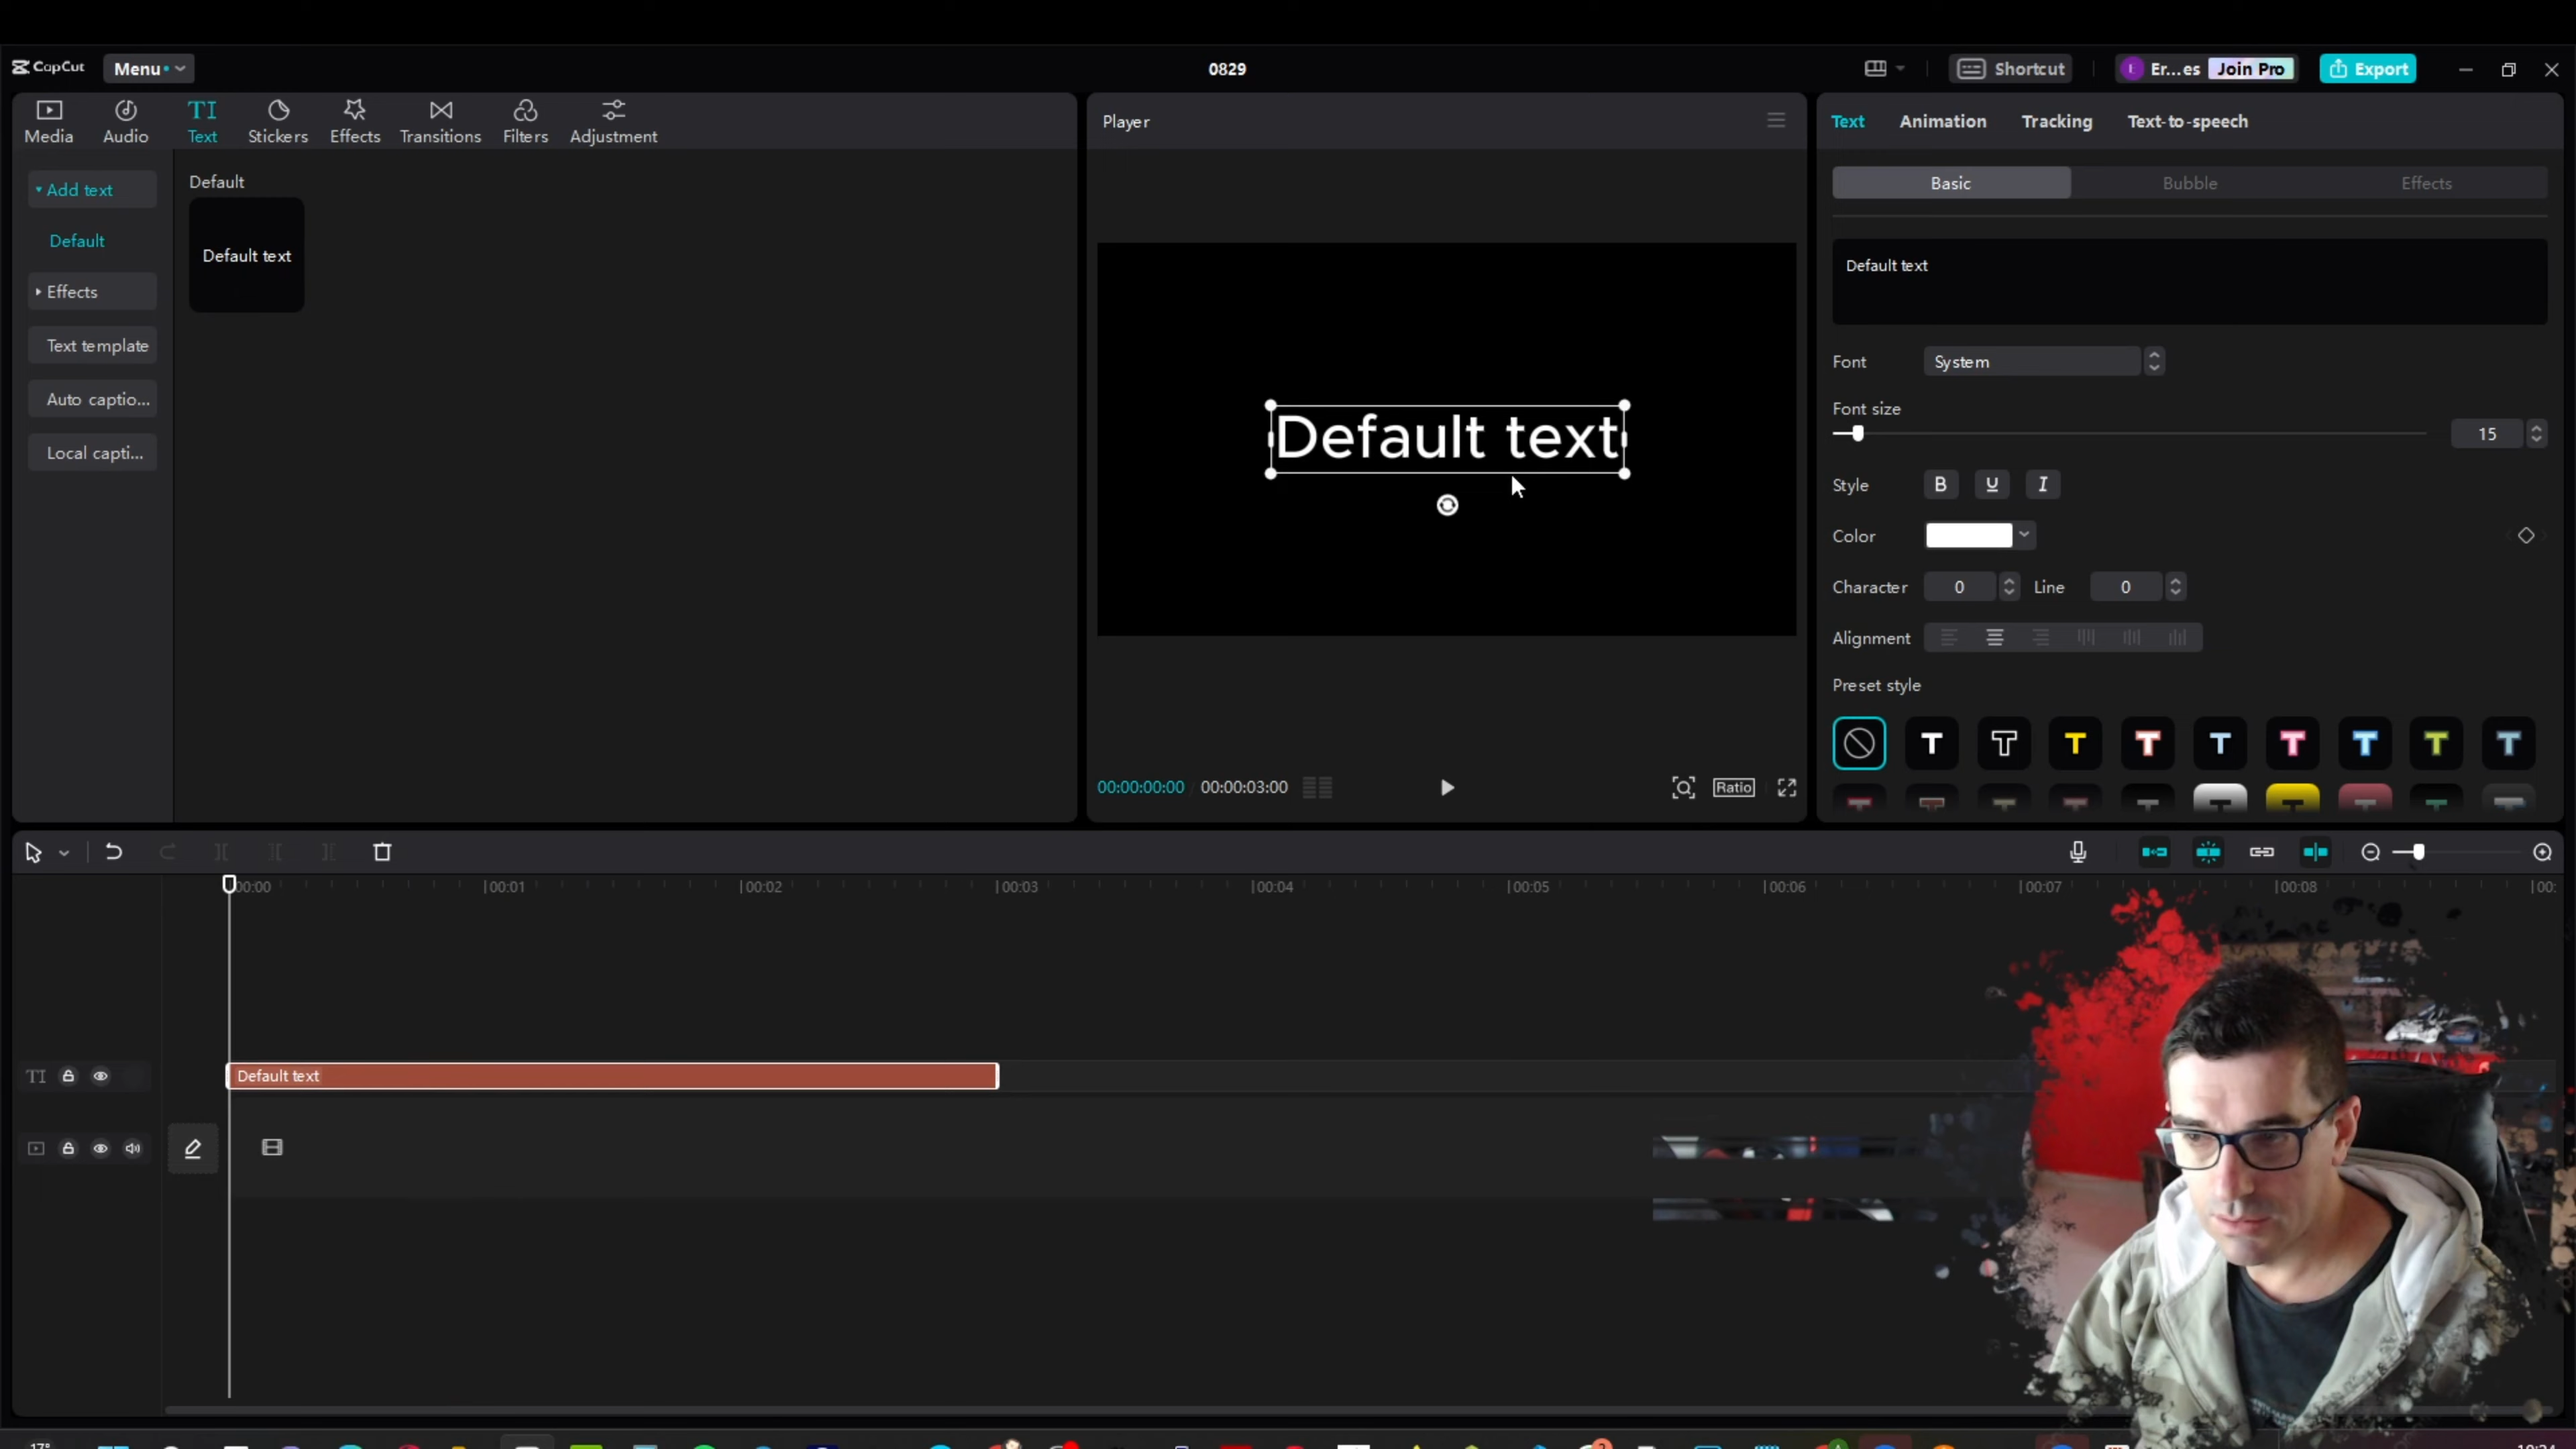 CapCut
Menu
0829
Shortcut
Er...es
Join Pro
Export
Media
Audio
TI
Text
Stickers
Effects
Transitions
Filters
Adjustment
Add text
Default
Effects
Text template
Auto captio...
Local capti...
Default
Default text
Player
Default text
00:00:00:00
00:00:03:00
Ratio
Text
Animation
Tracking
Text-to-speech
Basic
Bubble
Effects
Default text
Font
System
Font size
15
Style
B
U
I
Color
Character
0
Line
0
Alignment
Preset style
T T T T T T T T T
00:00
00:01
00:02
00:03
00:04
00:05
00:06
00:07
00:08
00:
TI
Default text